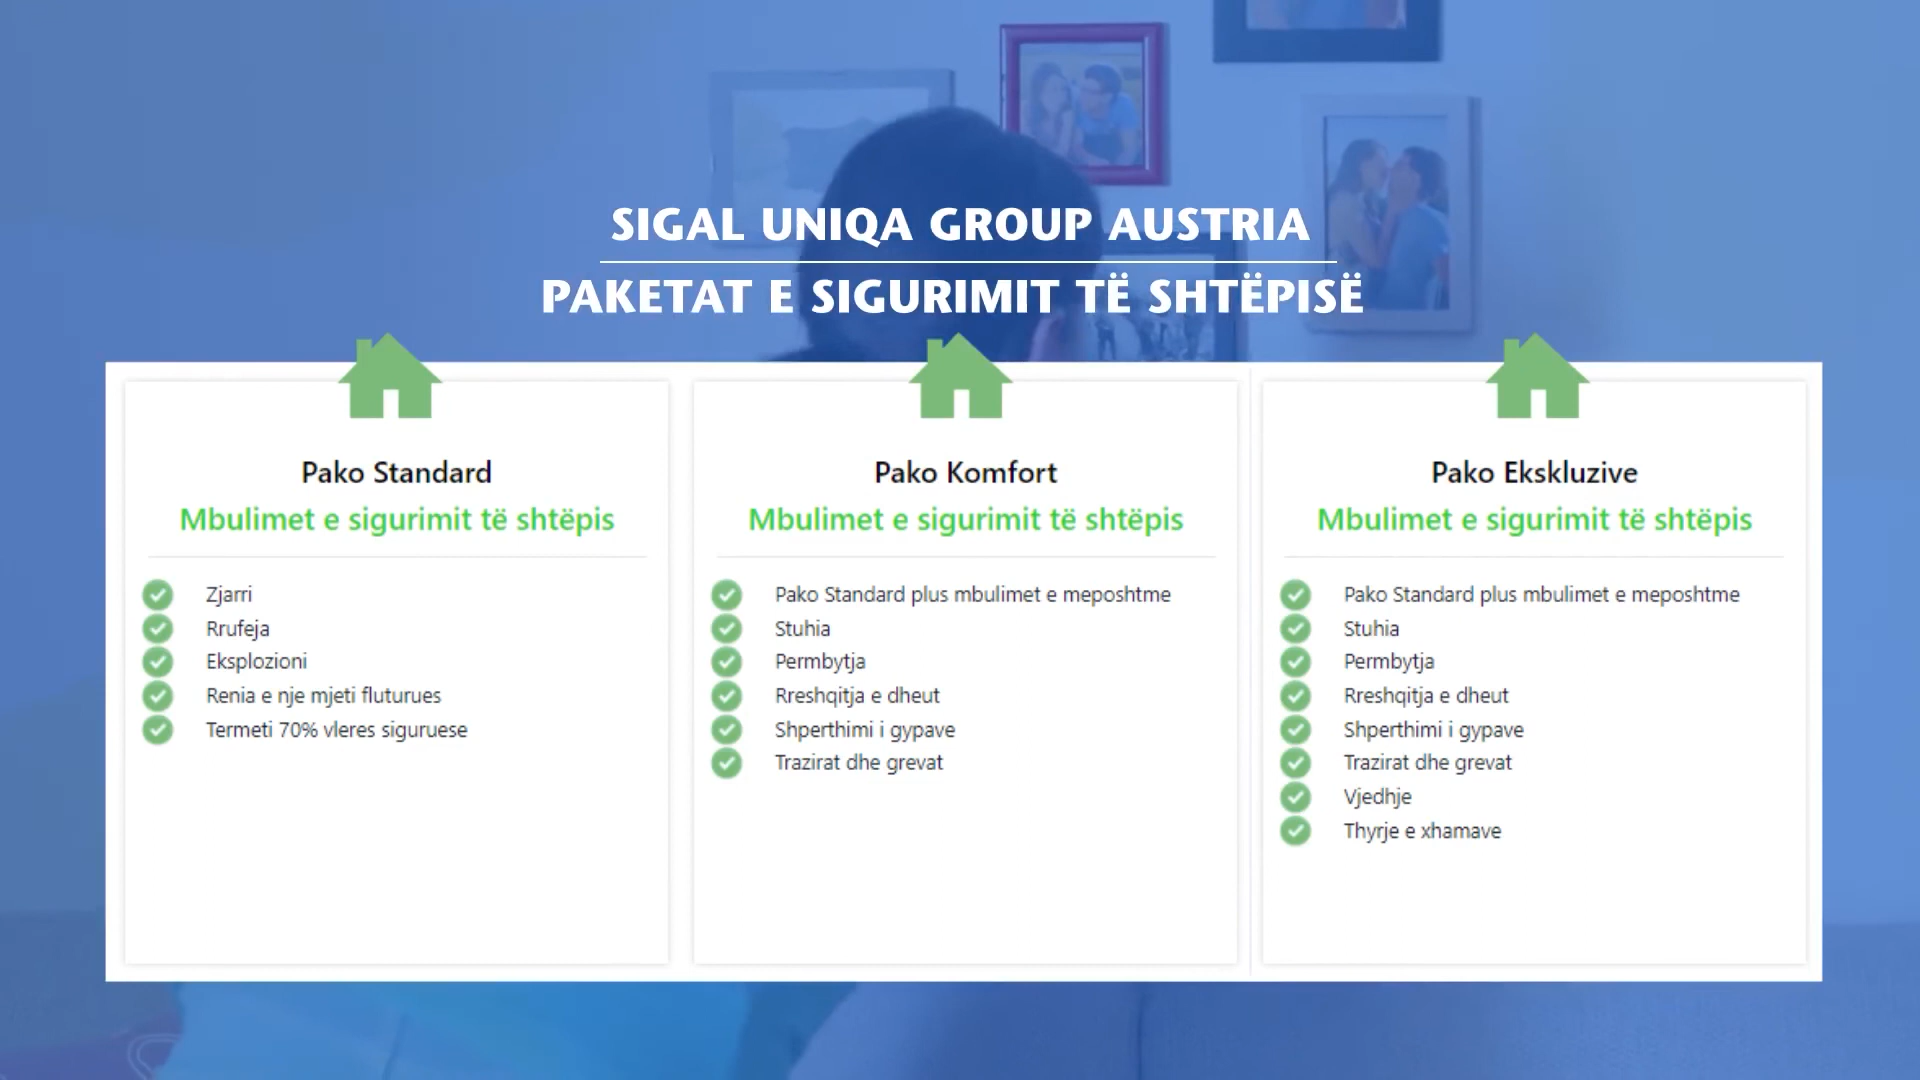 SIGAL UNIQA GROUP AUSTRIA
PAKETAT E SIGURIMIT TË SHTËPISË
Pako Standard
Mbulimet e sigurimit të shtëpis
Zjarri
Rrufeja
Eksplozioni
Renia e nje mjeti fluturues
Termeti 70% vleres siguruese
Pako Komfort
Mbulimet e sigurimit të shtëpis
Pako Standard plus mbulimet e meposhtme
Stuhia
Permbytja
Rreshqitja e dheut
Shperthimi i gypave
Trazirat dhe grevat
Pako Ekskluzive
Mbulimet e sigurimit të shtëpis
Pako Standard plus mbulimet e meposhtme
Stuhia
Permbytja
Rreshqitja e dheut
Shperthimi i gypave
Trazirat dhe grevat
Vjedhje
Thyrje e xhamave